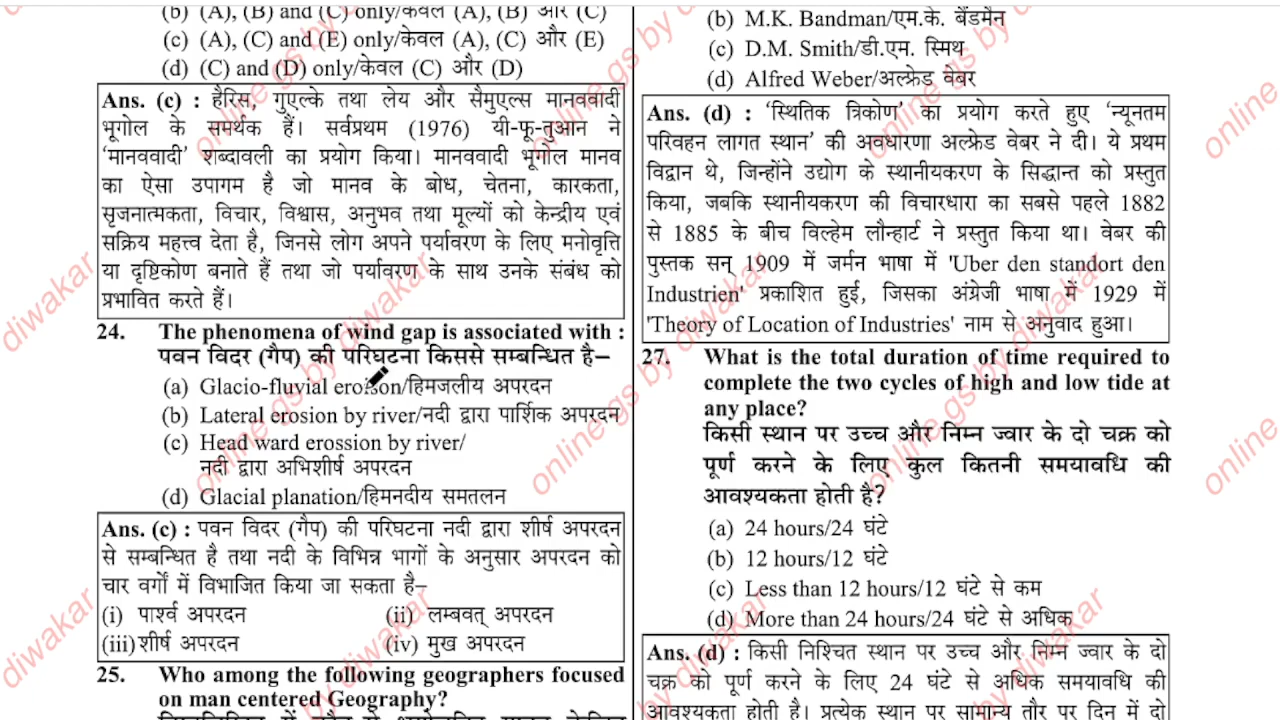 (b) (A), (B) and (C) only/केवल (A), (B) और (C)
(c) (A), (C) and (E) only/केवल (A), (C) और (E)
(d) (C) and (D) only/केवल (C) और (D)
Ans. (c) : हैरिस, गुएल्के तथा लेय और सैमुएल्स मानववादी
भूगोल के समर्थक हैं। सर्वप्रथम (1976) यी-फू-तुआन ने
'मानववादी' शब्दावली का प्रयोग किया। मानववादी भूगोल मानव
का ऐसा उपागम है जो मानव के बोध, चेतना, कारकता,
सृजनात्मकता, विचार, विश्वास, अनुभव तथा मूल्यों को केन्द्रीय एवं
सक्रिय महत्त्व देता है, जिनसे लोग अपने पर्यावरण के लिए मनोवृत्ति
या दृष्टिकोण बनाते हैं तथा जो पर्यावरण के साथ उनके संबंध को
प्रभावित करते हैं।
24. The phenomena of wind gap is associated with :
पवन विदर (गैप) की परिघटना किससे सम्बन्धित है–
(a) Glacio-fluvial eroison/हिमजलीय अपरदन
(b) Lateral erosion by river/नदी द्वारा पार्शिक अपरदन
(c) Head ward erossion by river/
नदी द्वारा अभिशीर्ष अपरदन
(d) Glacial planation/हिमनदीय समतलन
Ans. (c) : पवन विदर (गैप) की परिघटना नदी द्वारा शीर्ष अपरदन
से सम्बन्धित है तथा नदी के विभिन्न भागों के अनुसार अपरदन को
चार वर्गों में विभाजित किया जा सकता है–
(i) पार्श्व अपरदन (ii) लम्बवत् अपरदन
(iii) शीर्ष अपरदन (iv) मुख अपरदन
25. Who among the following geographers focused
on man centered Geography?
(b) M.K. Bandman/एम.के. बैंडमैन
(c) D.M. Smith/डी.एम. स्मिथ
(d) Alfred Weber/अल्फ्रेड वेबर
Ans. (d) : 'स्थितिक त्रिकोण' का प्रयोग करते हुए 'न्यूनतम
परिवहन लागत स्थान' की अवधारणा अल्फ्रेड वेबर ने दी। ये प्रथम
विद्वान थे, जिन्होंने उद्योग के स्थानीयकरण के सिद्धान्त को प्रस्तुत
किया, जबकि स्थानीयकरण की विचारधारा का सबसे पहले 1882
से 1885 के बीच विल्हेम लौन्हार्ट ने प्रस्तुत किया था। वेबर की
पुस्तक सन् 1909 में जर्मन भाषा में 'Uber den standort den
Industrien' प्रकाशित हुई, जिसका अंग्रेजी भाषा में 1929 में
'Theory of Location of Industries' नाम से अनुवाद हुआ।
27. What is the total duration of time required to
complete the two cycles of high and low tide at
any place?
किसी स्थान पर उच्च और निम्न ज्वार के दो चक्र को
पूर्ण करने के लिए कुल कितनी समयावधि की
आवश्यकता होती है?
(a) 24 hours/24 घंटे
(b) 12 hours/12 घंटे
(c) Less than 12 hours/12 घंटे से कम
(d) More than 24 hours/24 घंटे से अधिक
Ans. (d) : किसी निश्चित स्थान पर उच्च और निम्न ज्वार के दो
चक्र को पूर्ण करने के लिए 24 घंटे से अधिक समयावधि की
आवश्यकता होती है। प्रत्येक स्थान पर सामान्य तौर पर दिन में दो
online gs by diwakar